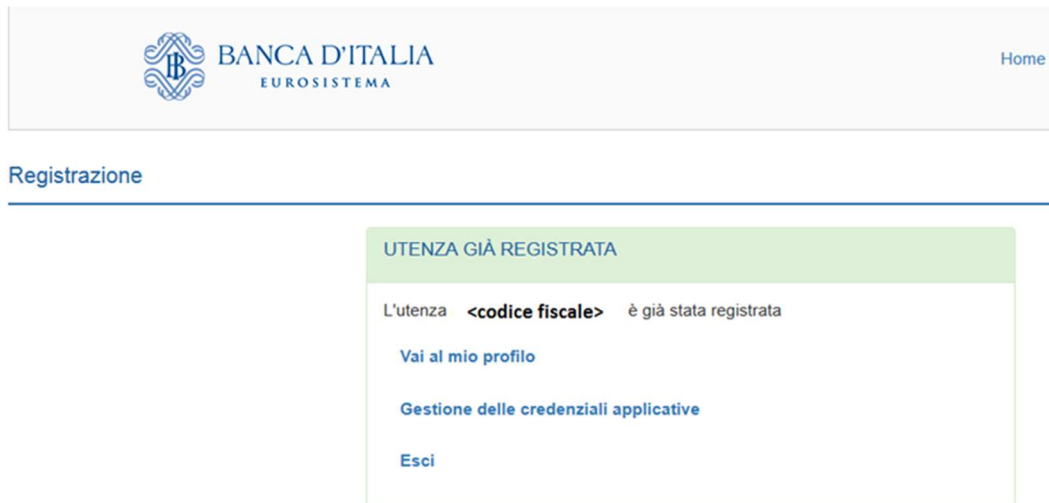 BANCA D'ITALIA
EUROSISTEMA
Home
Registrazione
UTENZA GIÀ REGISTRATA
L'utenza <codice fiscale> è già stata registrata
Vai al mio profilo
Gestione delle credenziali applicative
Esci